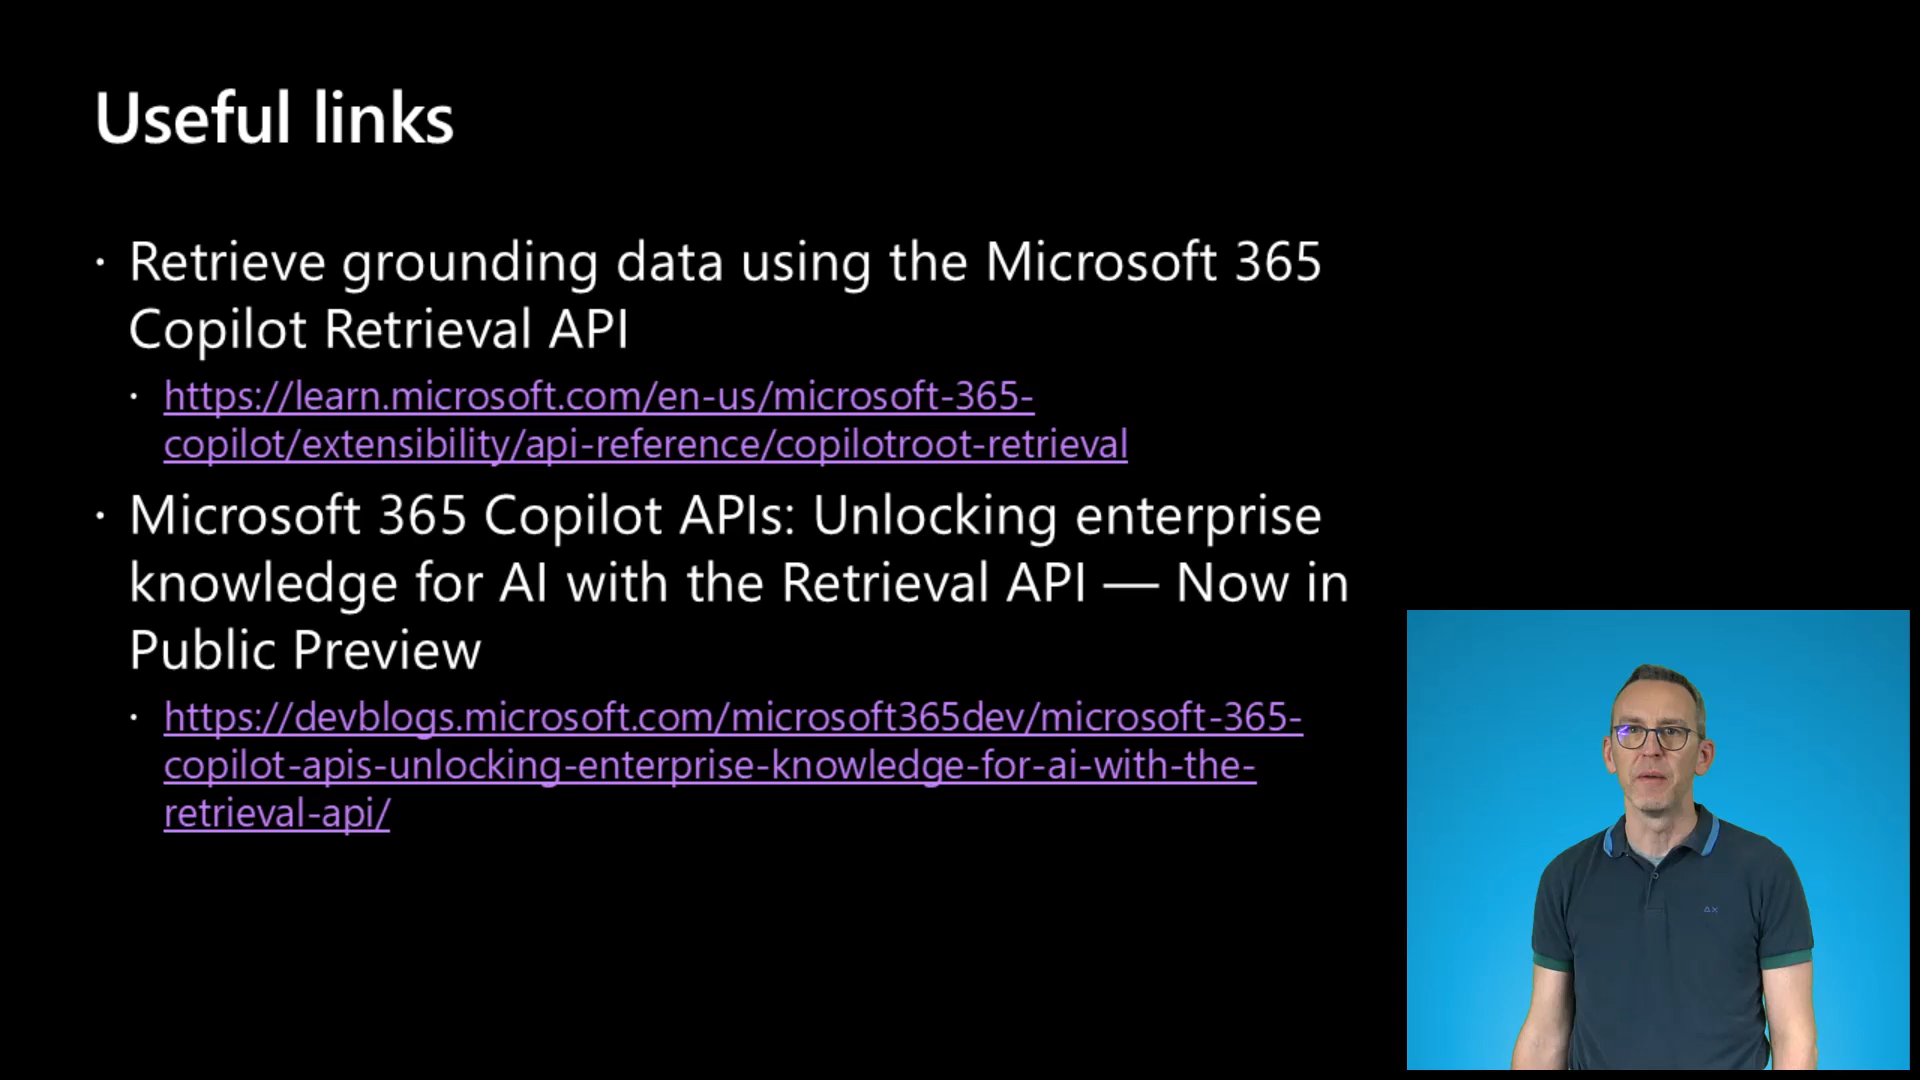 Useful links
· Retrieve grounding data using the Microsoft 365
Copilot Retrieval API
· https://learn.microsoft.com/en-us/microsoft-365-
copilot/extensibility/api-reference/copilotroot-retrieval
· Microsoft 365 Copilot APIs: Unlocking enterprise
knowledge for AI with the Retrieval API — Now in
Public Preview
· https://devblogs.microsoft.com/microsoft365dev/microsoft-365-
copilot-apis-unlocking-enterprise-knowledge-for-ai-with-the-
retrieval-api/